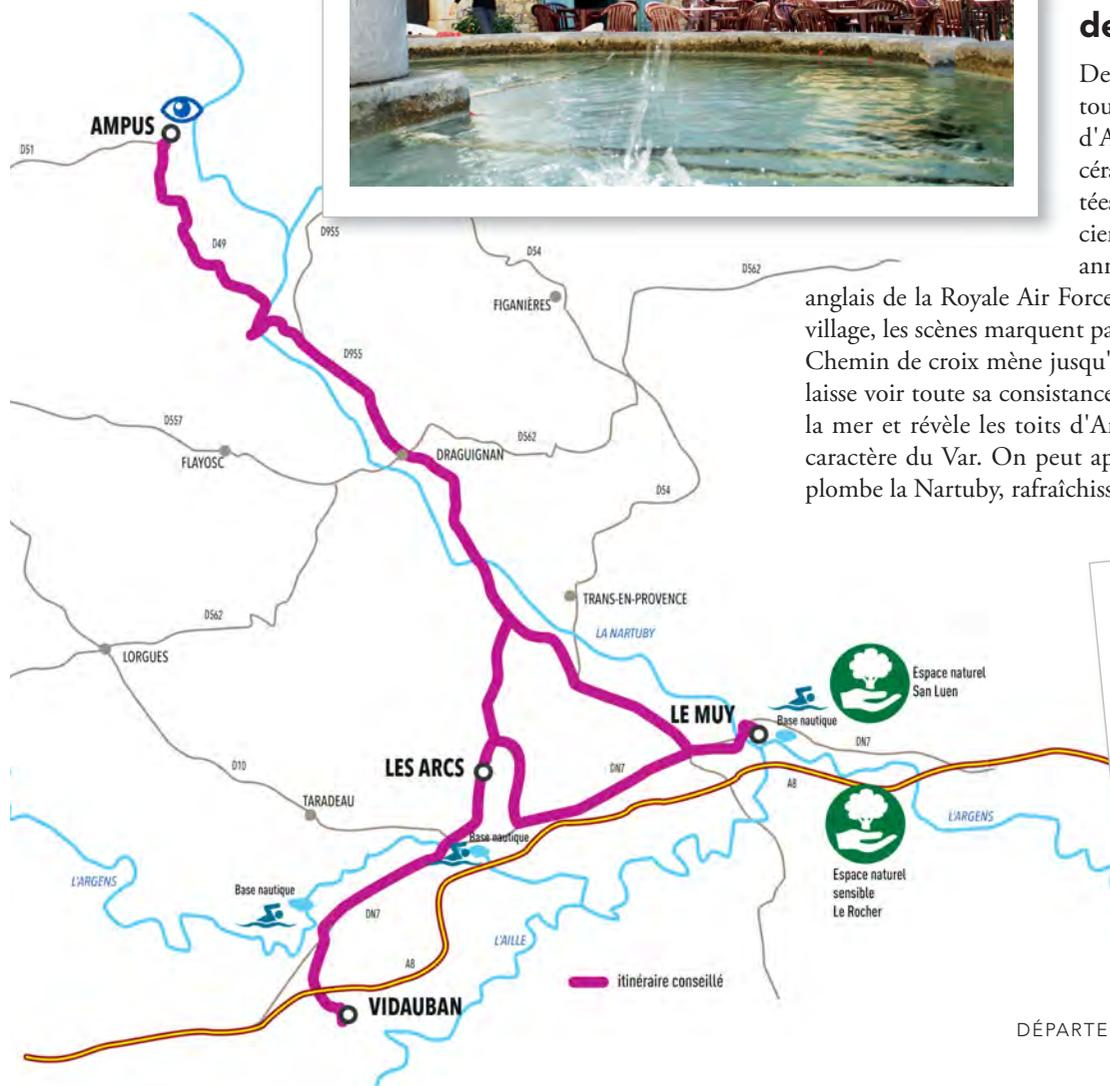 de
De
tou
d'A
céra
tées
cien
ann
anglais de la Royale Air Force
village, les scènes marquent pa
Chemin de croix mène jusqu'
laisse voir toute sa consistance
la mer et révèle les toits d'A
caractère du Var. On peut ap
plombe la Nartuby, rafraîchiss
AMPUS
D51
D49
D955
D54
D562
FIGANIÈRES
D955
D557
FLAYOSC
DRAGUIGNAN
D562
D54
D562
LORGUES
TRANS-EN-PROVENCE
LA NARTUBY
Espace naturel
San Luen
LE MUY
Base nautique
DN7
LES ARCS
DN7
D10
A8
TARADEAU
L'ARGENS
Base nautique
Espace naturel
sensible
Le Rocher
L'ARGENS
Base nautique
DN7
L'AILLE
A8
itinéraire conseillé
VIDAUBAN
DÉPARTE